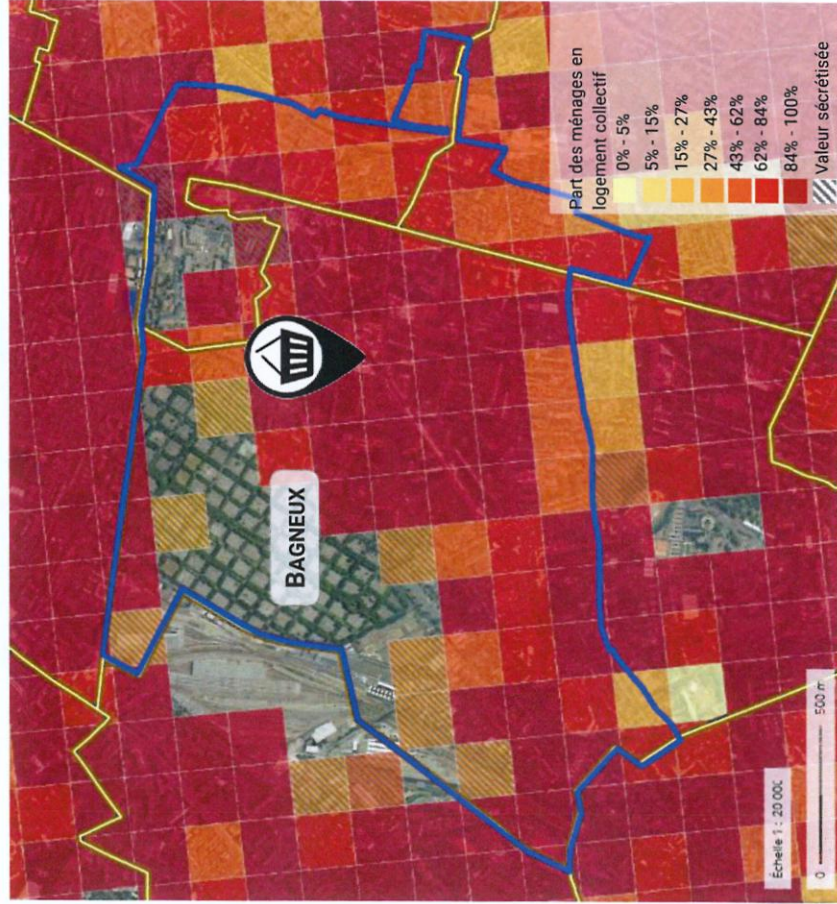 BAGNEUX
Part des ménages en
logement collectif
0% - 5%
5% - 15%
15% - 27%
27% - 43%
43% - 62%
62% - 84%
84% - 100%
Valeur sécrétisée
Échelle 1 : 20 000
0 500 m